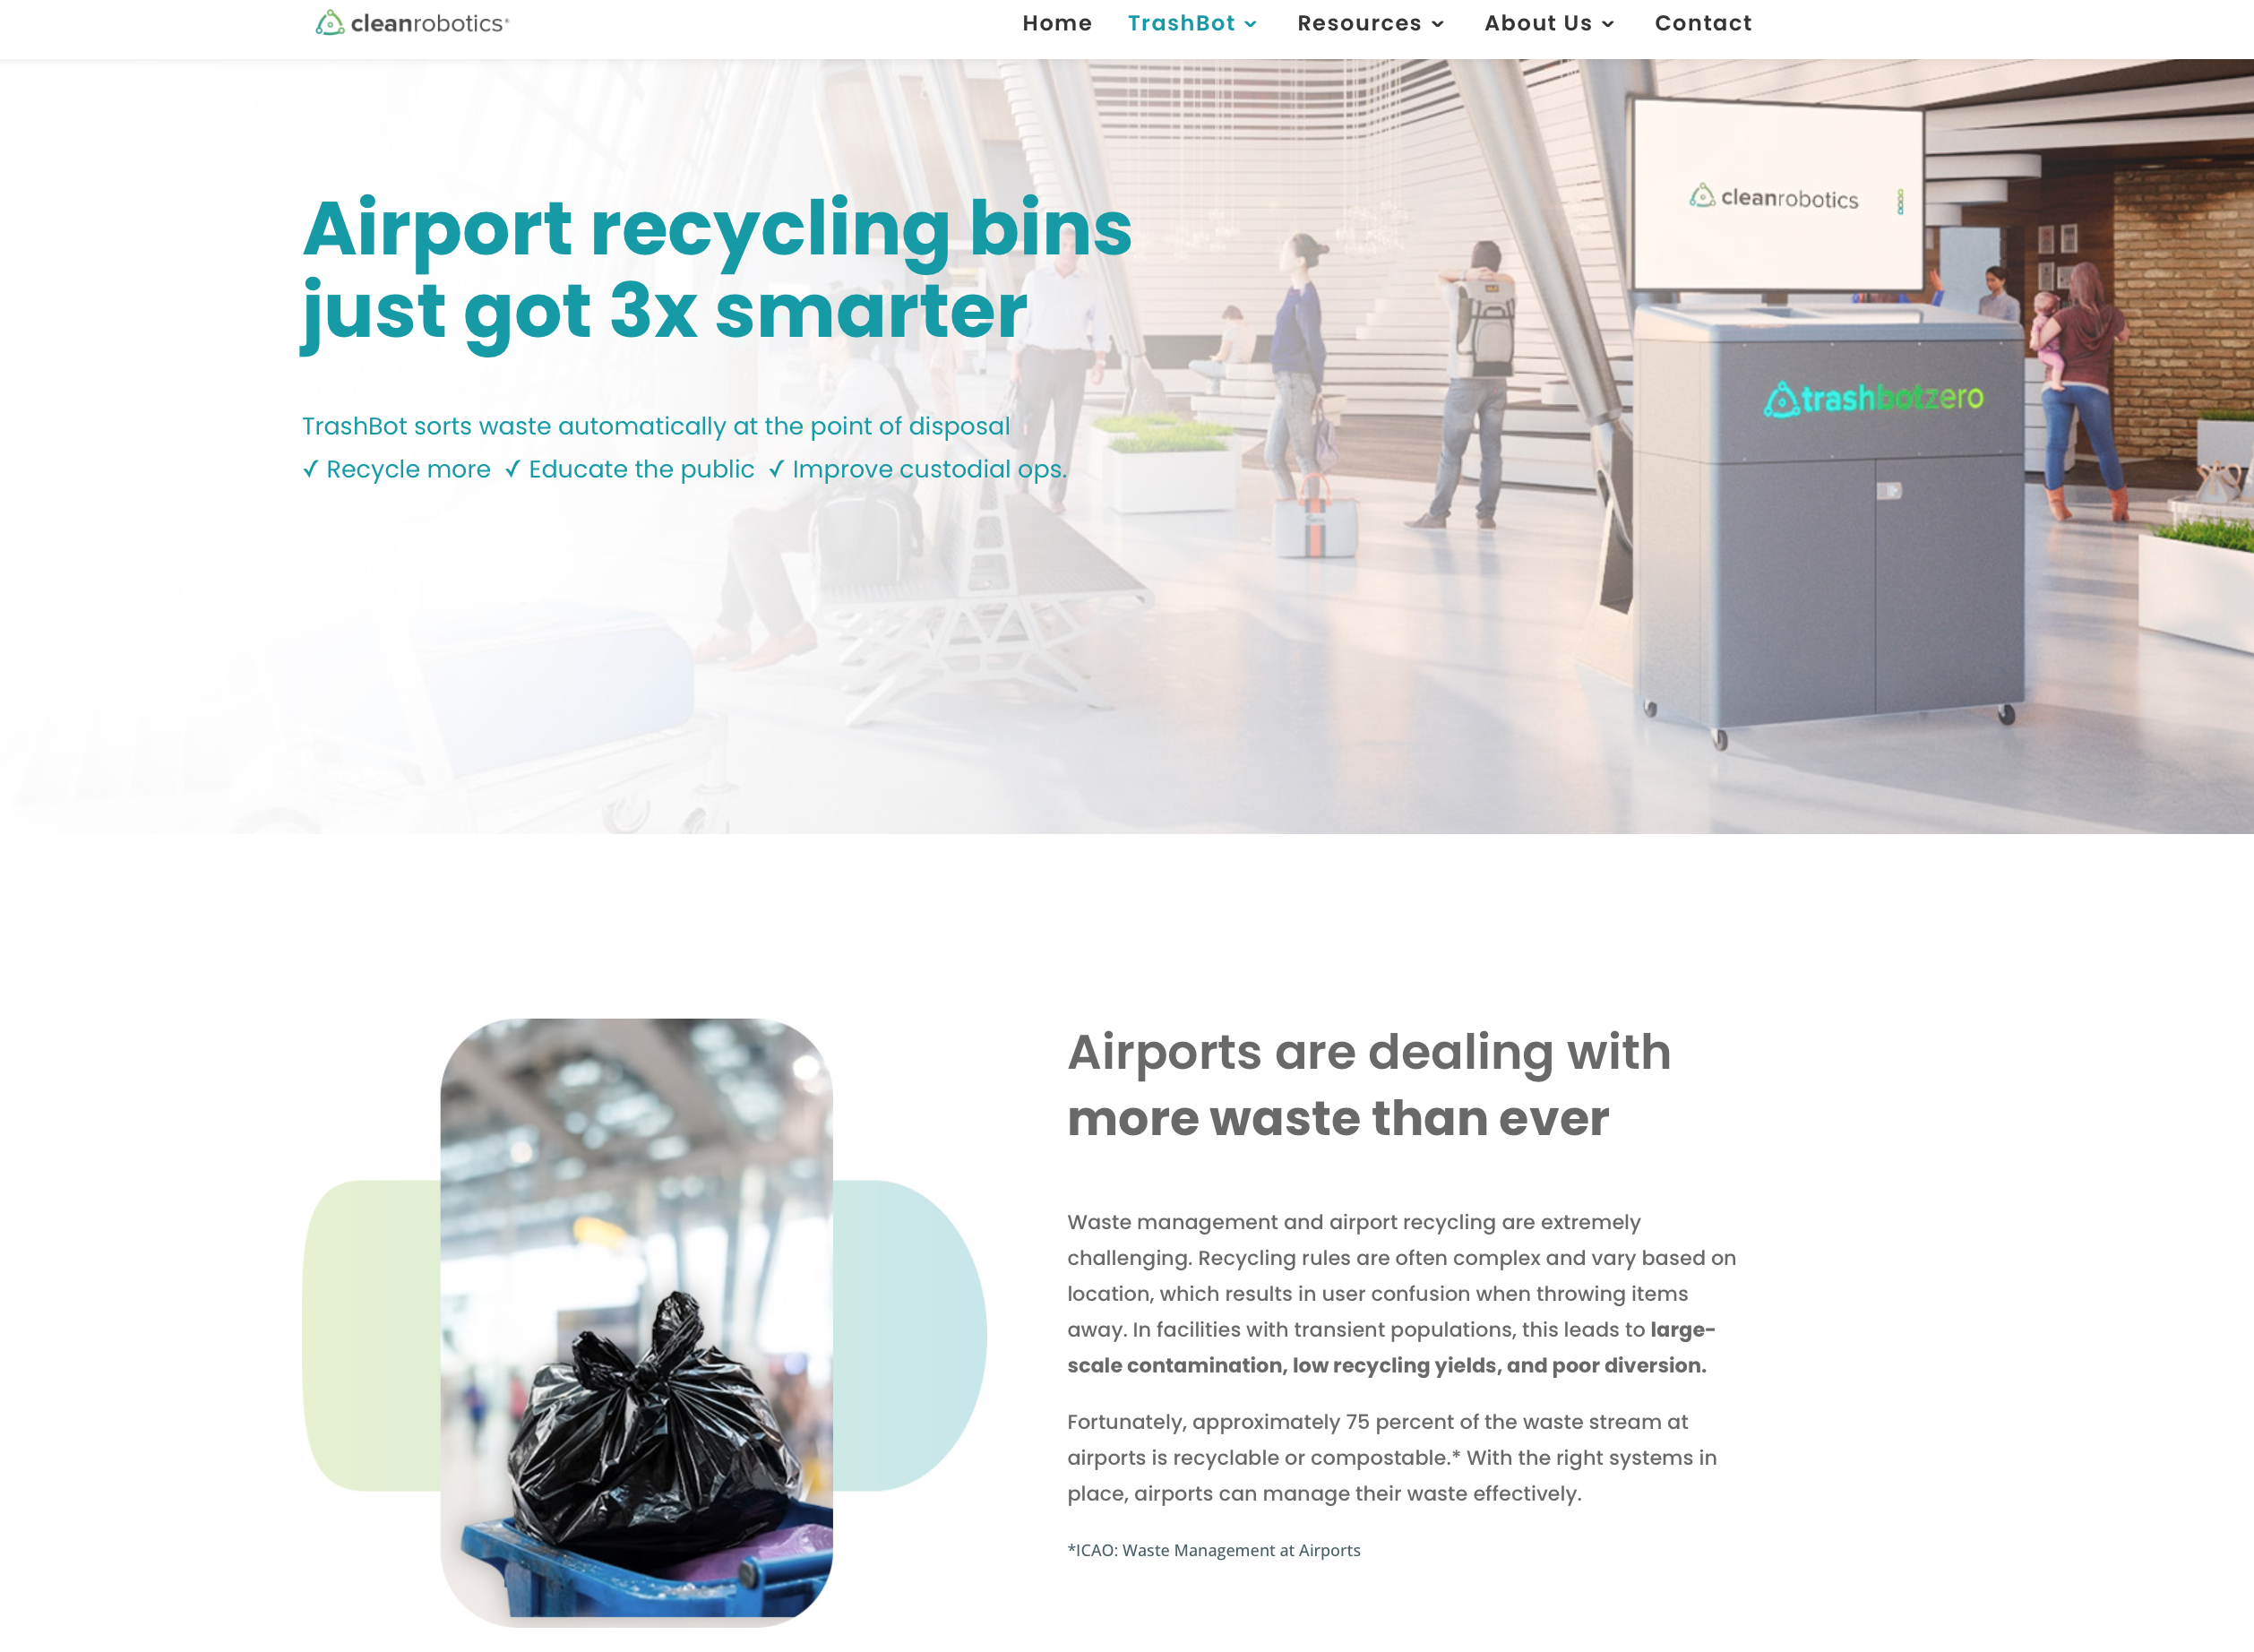 cleanrobotics®
Home TrashBot Resources About Us Contact
cleanrobotics
trashbotzero
Airport recycling bins
just got 3x smarter
TrashBot sorts waste automatically at the point of disposal
✓ Recycle more ✓ Educate the public ✓ Improve custodial ops.
Airports are dealing with
more waste than ever
Waste management and airport recycling are extremely
challenging. Recycling rules are often complex and vary based on
location, which results in user confusion when throwing items
away. In facilities with transient populations, this leads to large-
scale contamination, low recycling yields, and poor diversion.
Fortunately, approximately 75 percent of the waste stream at
airports is recyclable or compostable.* With the right systems in
place, airports can manage their waste effectively.
*ICAO: Waste Management at Airports